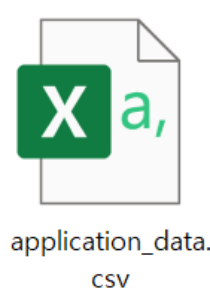 X a,
application_data.
csv